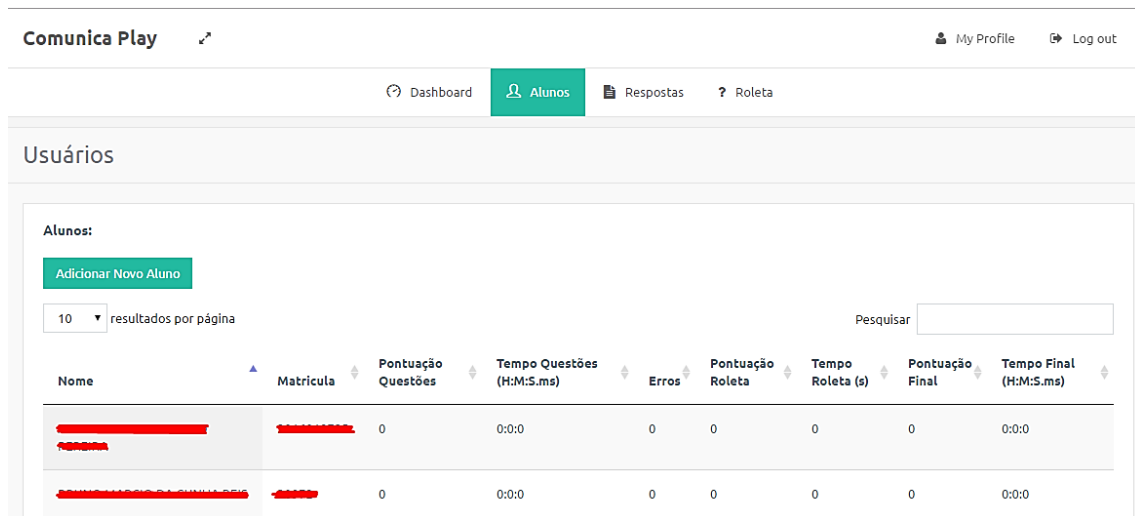 Comunica Play My Profile Log out
Dashboard Alunos Respostas ? Roleta
Usuários
Alunos:
Adicionar Novo Aluno
10 resultados por página Pesquisar
Nome Matricula Pontuação Questões Tempo Questões (H:M:S.ms) Erros Pontuação Roleta Tempo Roleta (s) Pontuação Final Tempo Final (H:M:S.ms)
0 0:0:0 0 0 0 0 0:0:0
0 0:0:0 0 0 0 0 0:0:0